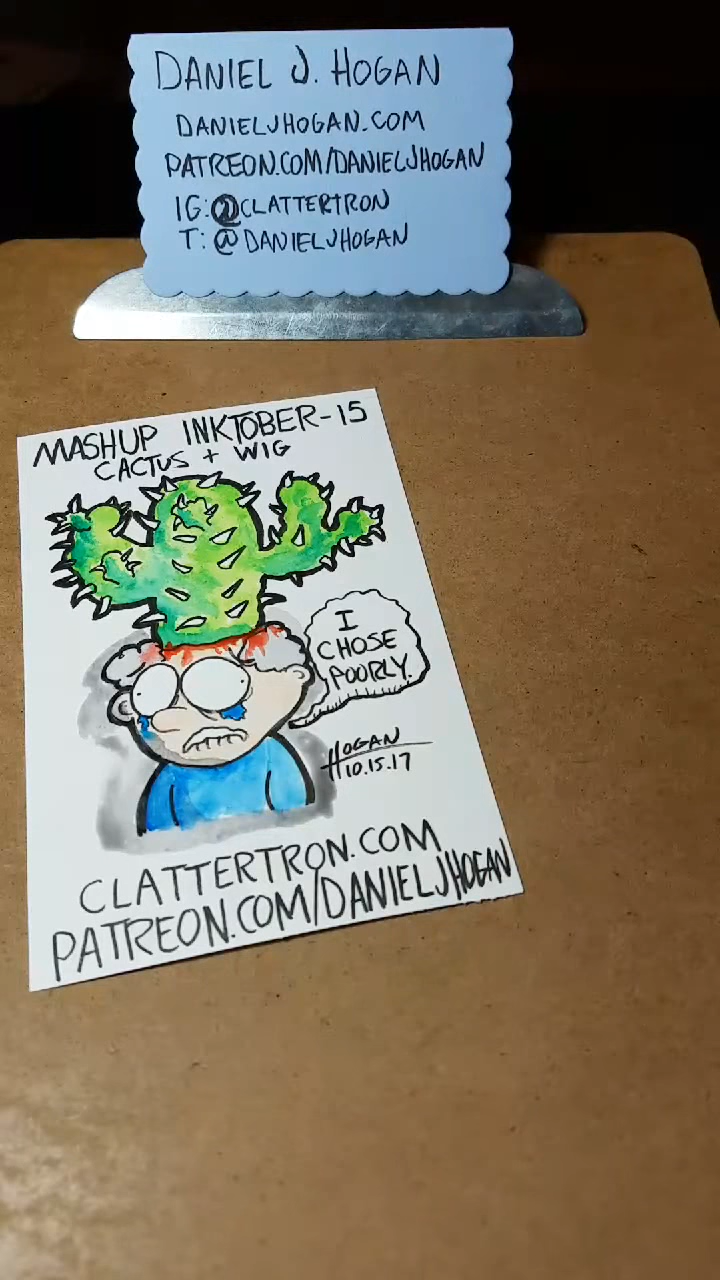 DANIEL J. HOGAN
DANIELJHOGAN.COM
PATREON.COM/DANIELJHOGAN
IG:@CLATTERTRON
T: @DANIELJHOGAN
MASHUP INKTOBER-15
CACTUS + WIG
I
CHOSE
POORLY.
HOGAN
10.15.17
CLATTERTRON.COM
PATREON.COM/DANIELJHOGAN